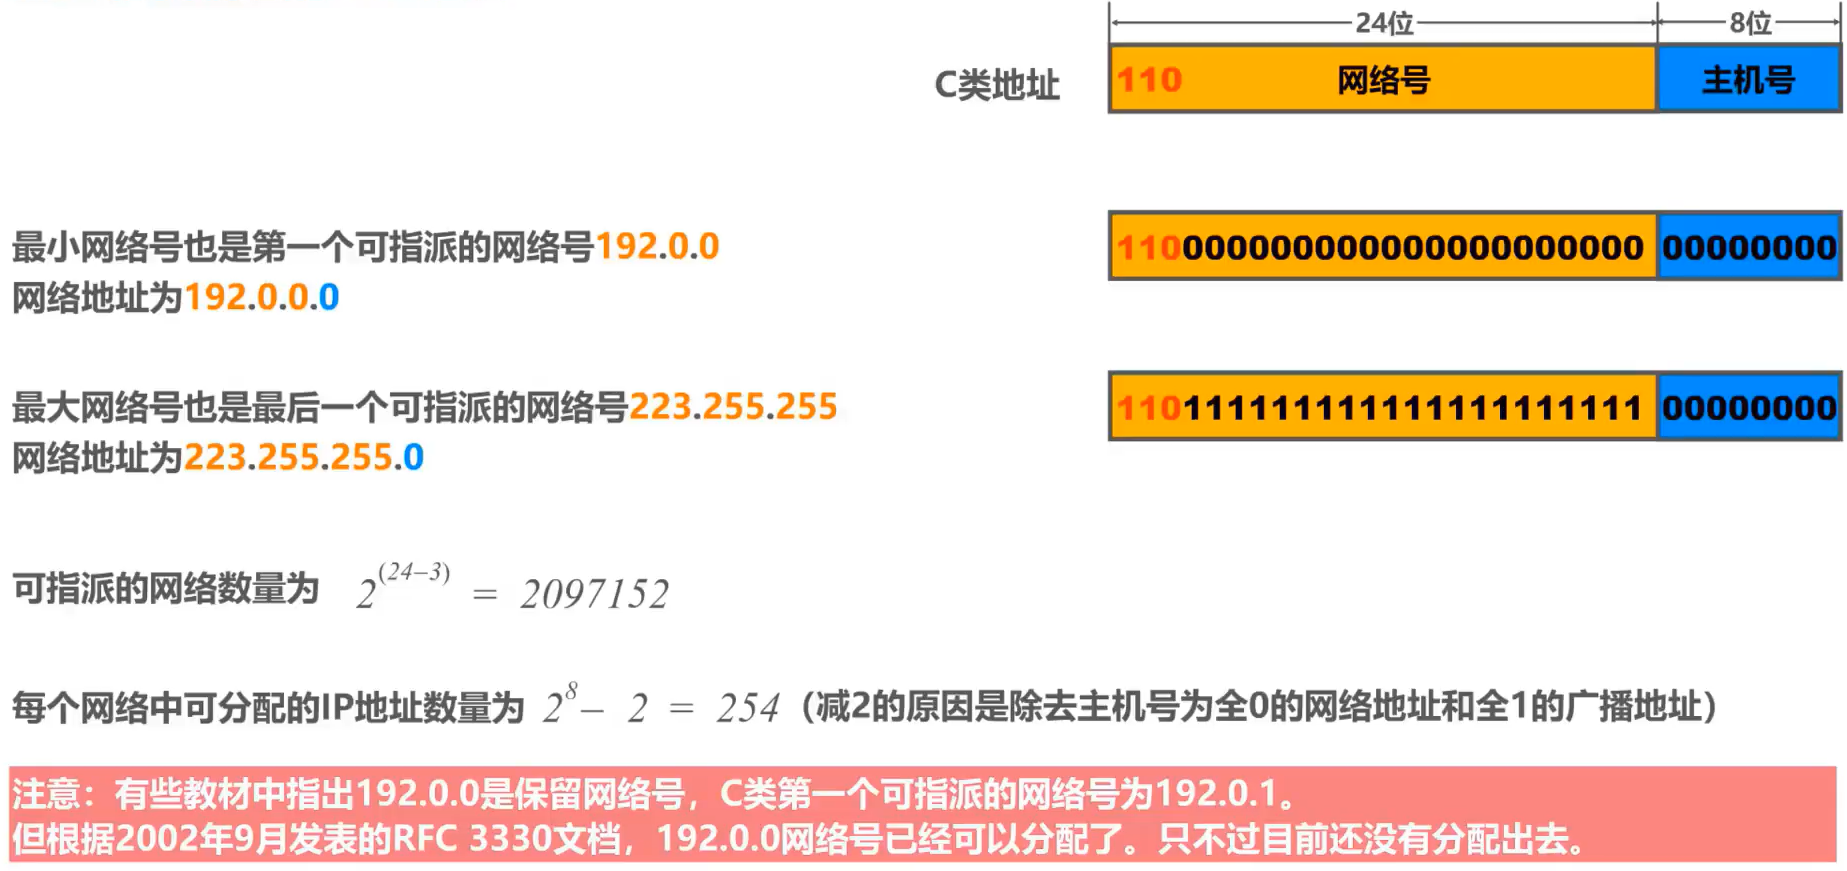 24位 8位
C类地址 110 网络号 主机号
最小网络号也是第一个可指派的网络号192.0.0
网络地址为192.0.0.0
110000000000000000000000 00000000
最大网络号也是最后一个可指派的网络号223.255.255
网络地址为223.255.255.0
110111111111111111111111 00000000
可指派的网络数量为 2^(24-3) = 2097152
每个网络中可分配的IP地址数量为 2^8 - 2 = 254（减2的原因是除去主机号为全0的网络地址和全1的广播地址）
注意：有些教材中指出192.0.0是保留网络号，C类第一个可指派的网络号为192.0.1。
但根据2002年9月发表的RFC 3330文档，192.0.0网络号已经可以分配了。只不过目前还没有分配出去。